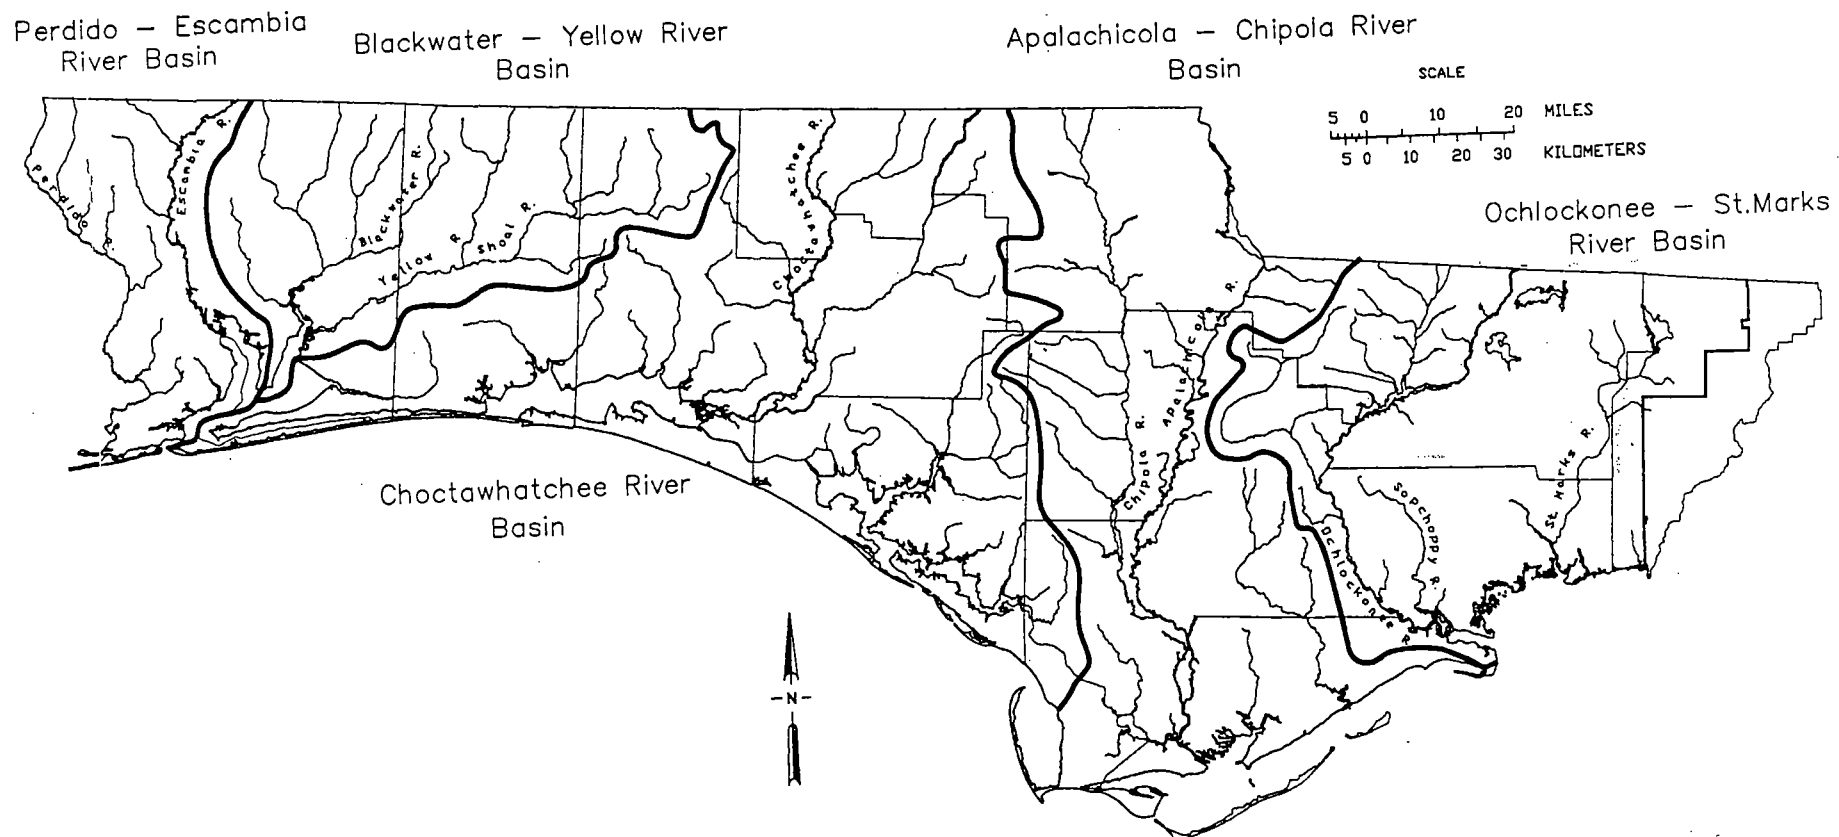 Perdido – Escambia
River Basin
Blackwater – Yellow River
Basin
Apalachicola – Chipola River
Basin
SCALE
5 0 10 20 MILES
5 0 10 20 30 KILOMETERS
Ochlockonee – St.Marks
River Basin
Perdido R.
Escambia R.
Blackwater R.
Yellow R.
Shoal R.
Choctawhatchee R.
Apalachicola R.
Chipola R.
Ochlockonee R.
Sopchoppy R.
St. Marks R.
Choctawhatchee River
Basin
–N–